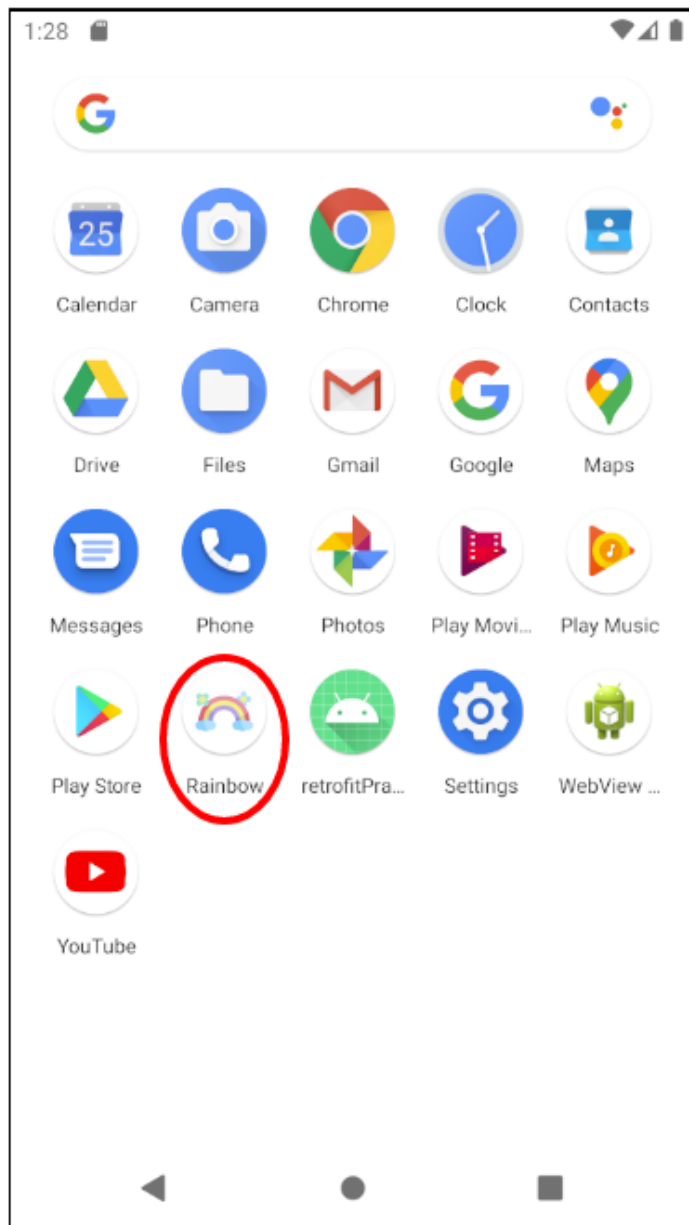 1:28
25
Calendar Camera Chrome Clock Contacts
Drive Files Gmail Google Maps
Messages Phone Photos Play Movi... Play Music
Play Store Rainbow retrofitPra... Settings WebView ...
YouTube